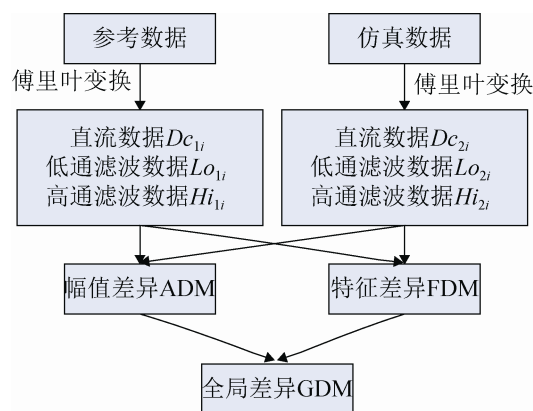 参考数据
仿真数据
傅里叶变换
傅里叶变换
直流数据Dc1i
低通滤波数据Lo1i
高通滤波数据Hi1i
直流数据Dc2i
低通滤波数据Lo2i
高通滤波数据Hi2i
幅值差异ADM
特征差异FDM
全局差异GDM